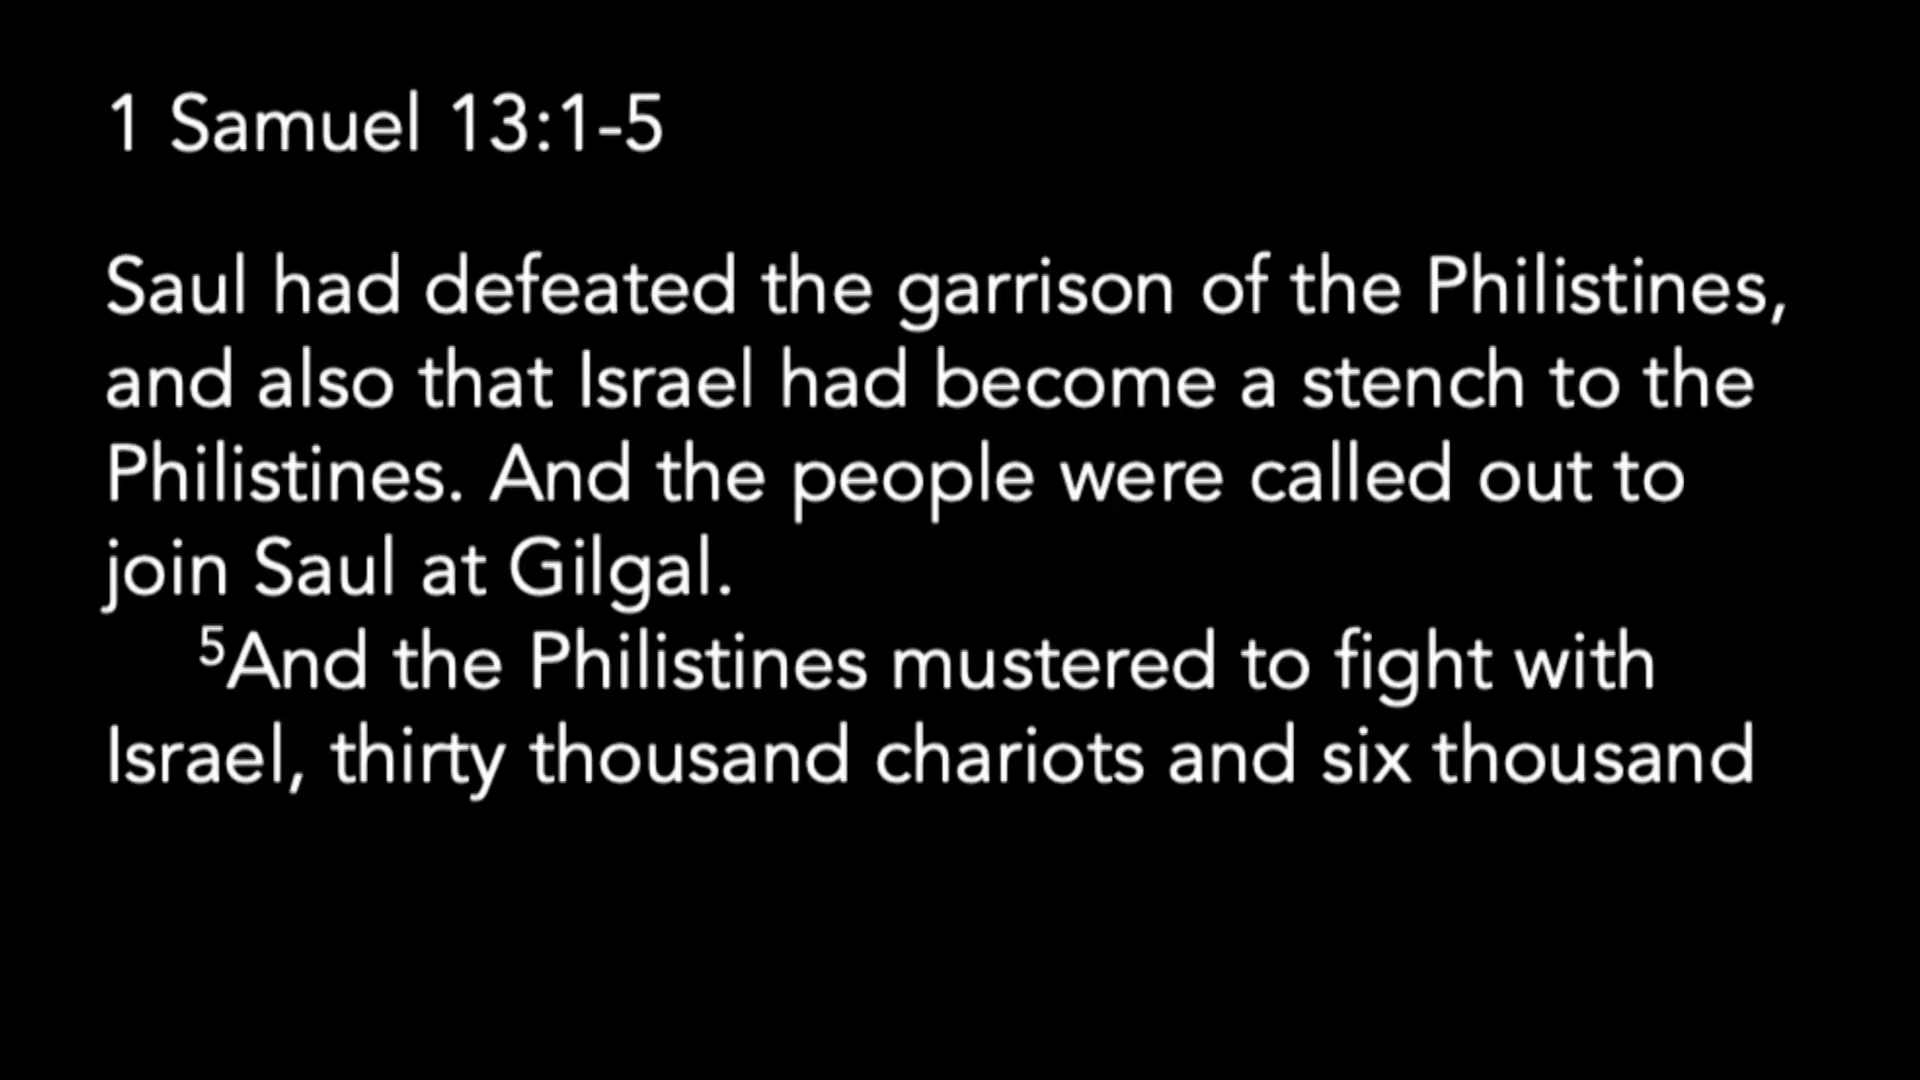 1 Samuel 13:1-5
Saul had defeated the garrison of the Philistines,
and also that Israel had become a stench to the
Philistines. And the people were called out to
join Saul at Gilgal.
5And the Philistines mustered to fight with
Israel, thirty thousand chariots and six thousand